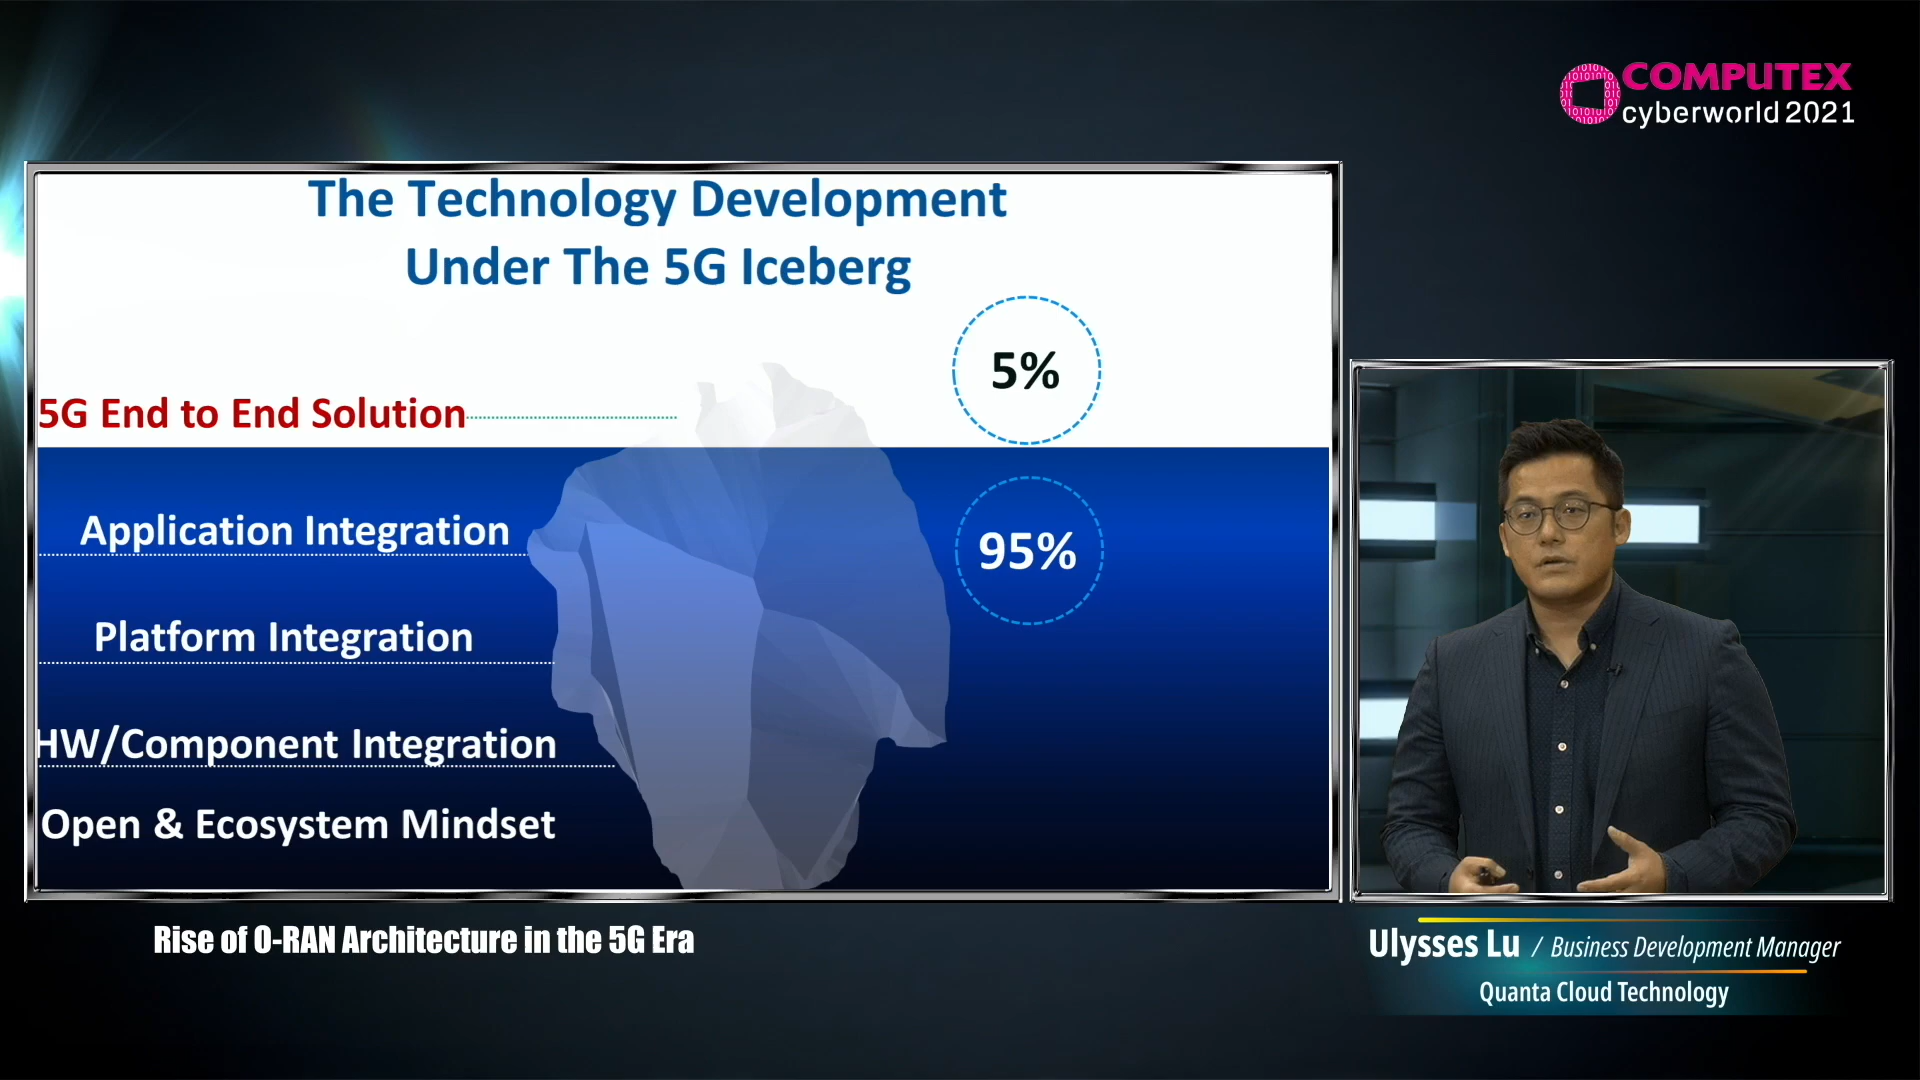 COMPUTEX
cyberworld 2021
The Technology Development
Under The 5G Iceberg
5%
5G End to End Solution
Application Integration
95%
Platform Integration
HW/Component Integration
Open & Ecosystem Mindset
Rise of O-RAN Architecture in the 5G Era
Ulysses Lu / Business Development Manager
Quanta Cloud Technology